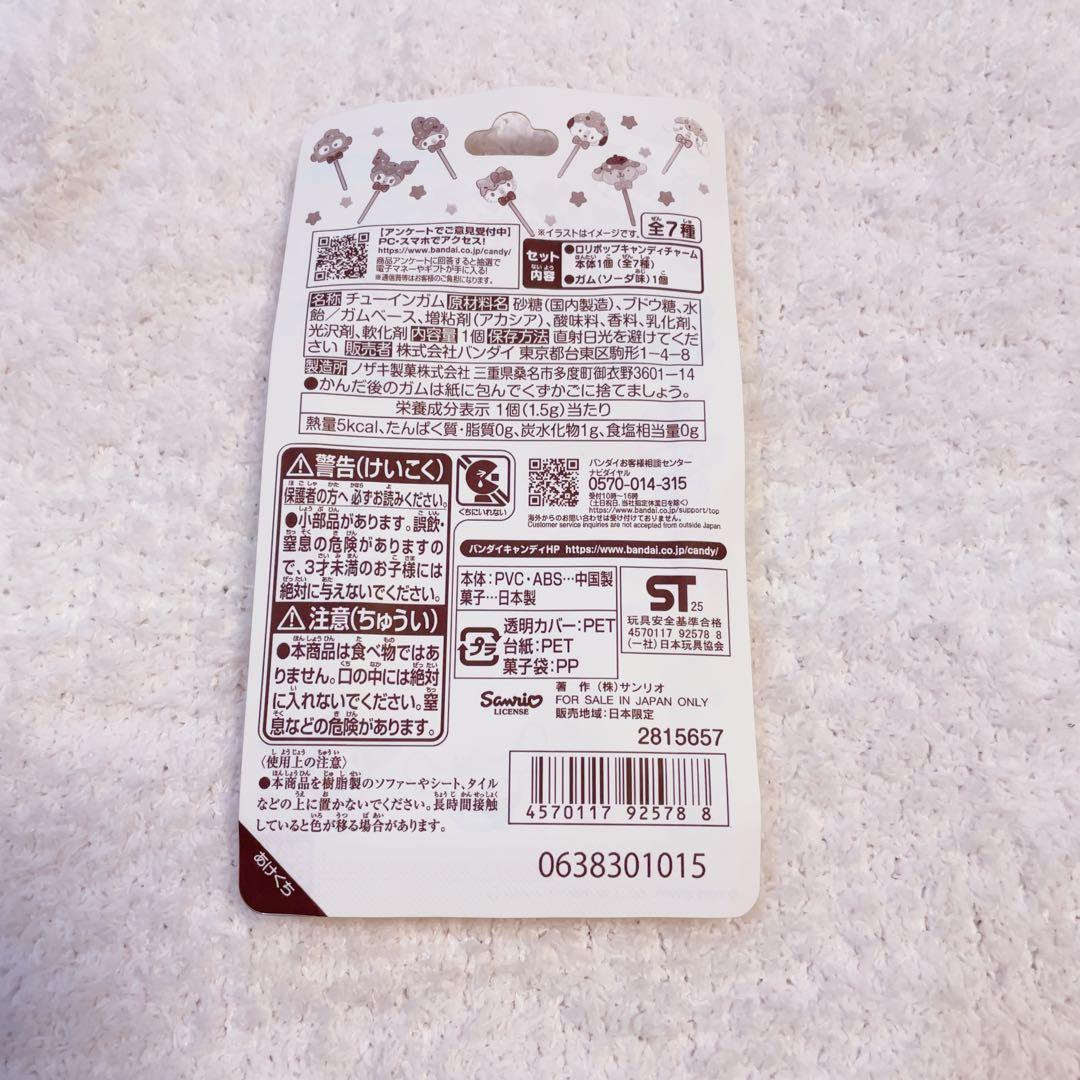 ※イラストはイメージです。
全7種
【アンケートでご意見受付中】
PC・スマホでアクセス!
https://www.bandai.co.jp/candy/
商品アンケートに回答すると抽選で
電子マネーやギフトが手に入る!
※通信費等はお客様のご負担になります。
セット内容
●ロリポップキャンディチャーム
本体1個(全7種)
●ガム(ソーダ味)1個
名称 チューインガム 原材料名 砂糖(国内製造)、ブドウ糖、水
飴/ガムベース、増粘剤(アカシア)、酸味料、香料、乳化剤、
光沢剤、軟化剤 内容量 1個 保存方法 直射日光を避けてくだ
さい 販売者 株式会社バンダイ 東京都台東区駒形1-4-8
製造所 ノザキ製菓株式会社 三重県桑名市多度町御衣野3601-14
●かんだ後のガムは紙に包んでくずかごに捨てましょう。
栄養成分表示 1個(1.5g)当たり
熱量5kcal、たんぱく質・脂質0g、炭水化物1g、食塩相当量0g
⚠警告(けいこく)
保護者の方へ 必ずお読みください。
●小部品があります。誤飲・
窒息の危険がありますの
で、3才未満のお子様には
絶対に与えないでください。
⚠注意(ちゅうい)
●本商品は食べ物ではあ
りません。口の中には絶対
に入れないでください。窒
息などの危険があります。
くちにいれない
バンダイお客様相談センター
ナビダイヤル
0570-014-315
受付10時~16時
(土日祝日、当社指定休業日を除く)
https://www.bandai.co.jp/support/top
海外からのお問い合わせは受け付けておりません。
Customer service inquiries are not accepted from outside Japan.
バンダイキャンディHP https://www.bandai.co.jp/candy/
本体:PVC・ABS…中国製
菓子…日本製
ST 25
玩具安全基準合格
4570117 92578 8
(一社)日本玩具協会
プラ
透明カバー:PET
台紙:PET
菓子袋:PP
Sanrio
LICENSE
著 作 (株)サンリオ
FOR SALE IN JAPAN ONLY
販売地域:日本限定
2815657
〈使用上の注意〉
●本商品を樹脂製のソファーやシート、タイル
などの上に置かないでください。長時間接触
していると色が移る場合があります。
4570117 92578 8
あけくち
0638301015